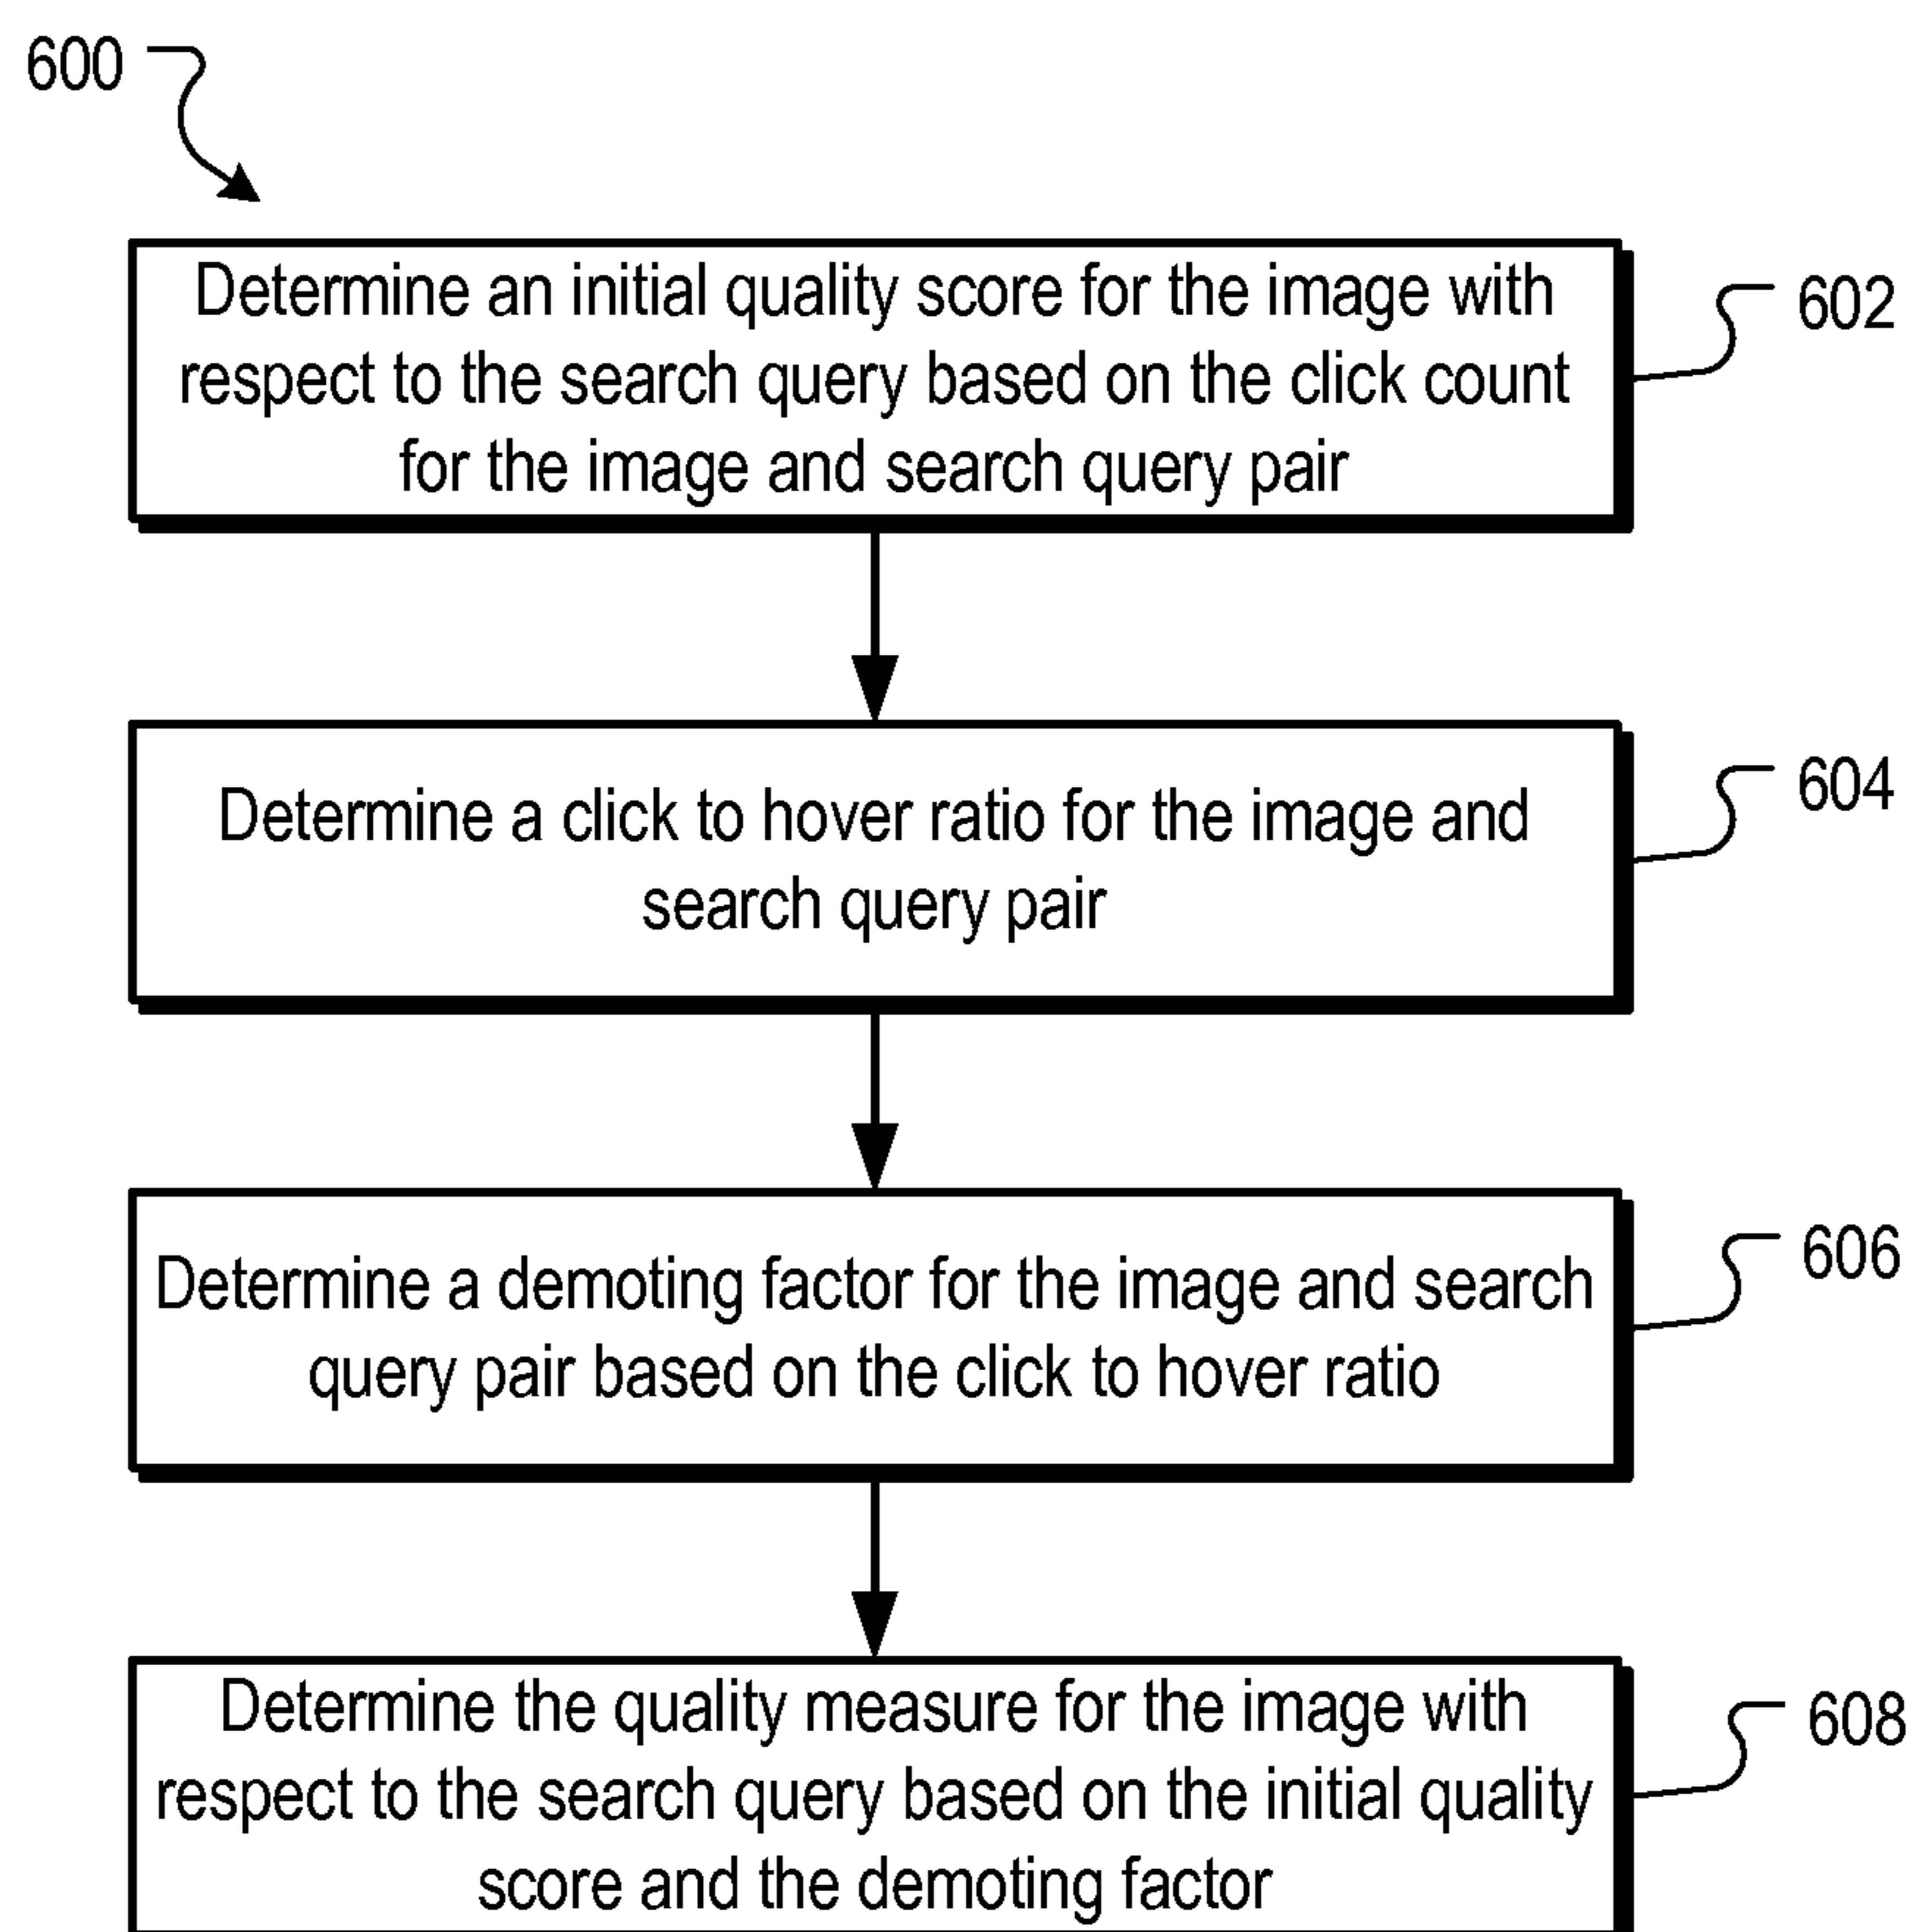 600
Determine an initial quality score for the image with
respect to the search query based on the click count
for the image and search query pair
602
Determine a click to hover ratio for the image and
search query pair
604
Determine a demoting factor for the image and search
query pair based on the click to hover ratio
606
Determine the quality measure for the image with
respect to the search query based on the initial quality
score and the demoting factor
608